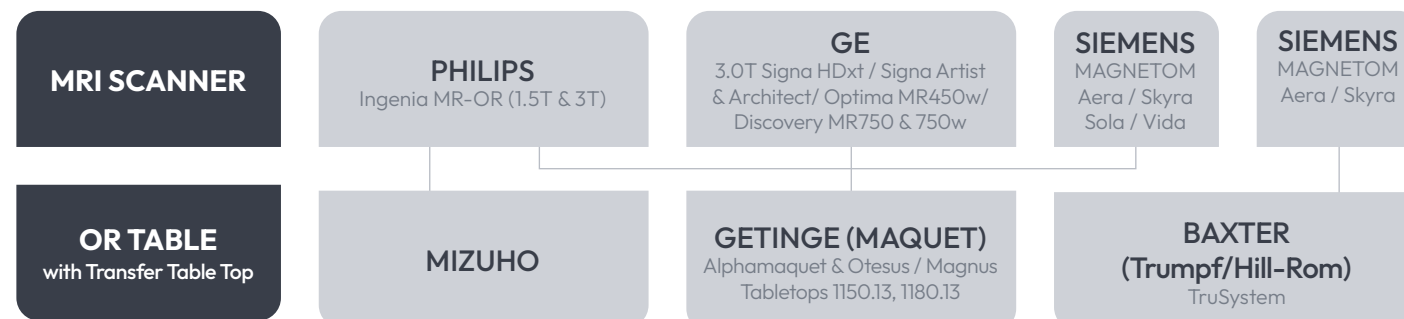 MRI SCANNER
PHILIPS
Ingenia MR-OR (1.5T & 3T)
GE
3.0T Signa HDxt / Signa Artist
& Architect/ Optima MR450w/
Discovery MR750 & 750w
SIEMENS
MAGNETOM
Aera / Skyra
Sola / Vida
SIEMENS
MAGNETOM
Aera / Skyra
OR TABLE
with Transfer Table Top
MIZUHO
GETINGE (MAQUET)
Alphamaquet & Otesus / Magnus
Tabletops 1150.13, 1180.13
BAXTER
(Trumpf/Hill-Rom)
TruSystem